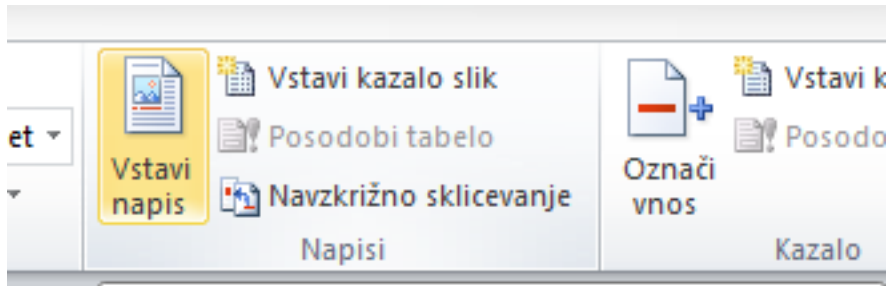 et
Vstavi napis
Vstavi kazalo slik
Posodobi tabelo
Navzkrižno sklicevanje
Napisi
Označi vnos
Vstavi k
Posodo
Kazalo